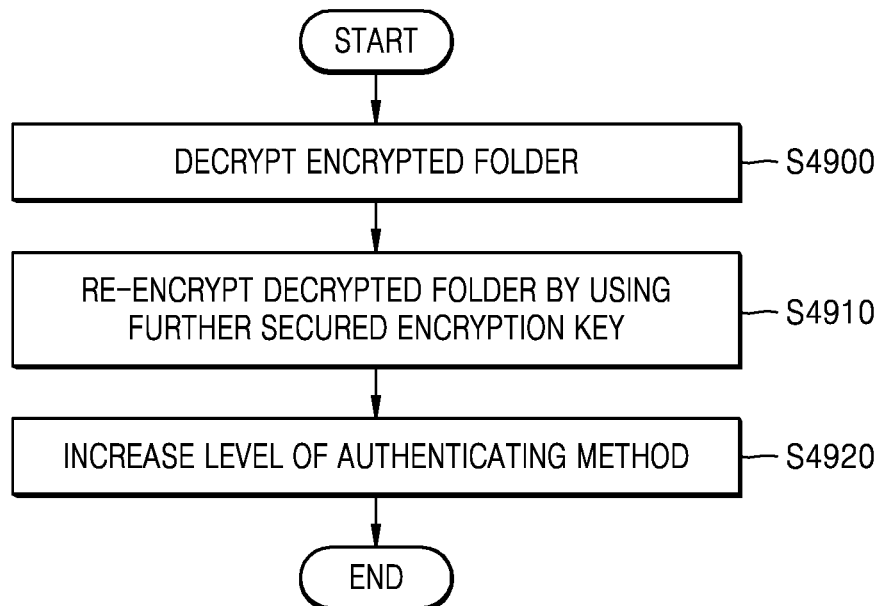 START
DECRYPT ENCRYPTED FOLDER
S4900
RE-ENCRYPT DECRYPTED FOLDER BY USING
FURTHER SECURED ENCRYPTION KEY
S4910
INCREASE LEVEL OF AUTHENTICATING METHOD
S4920
END